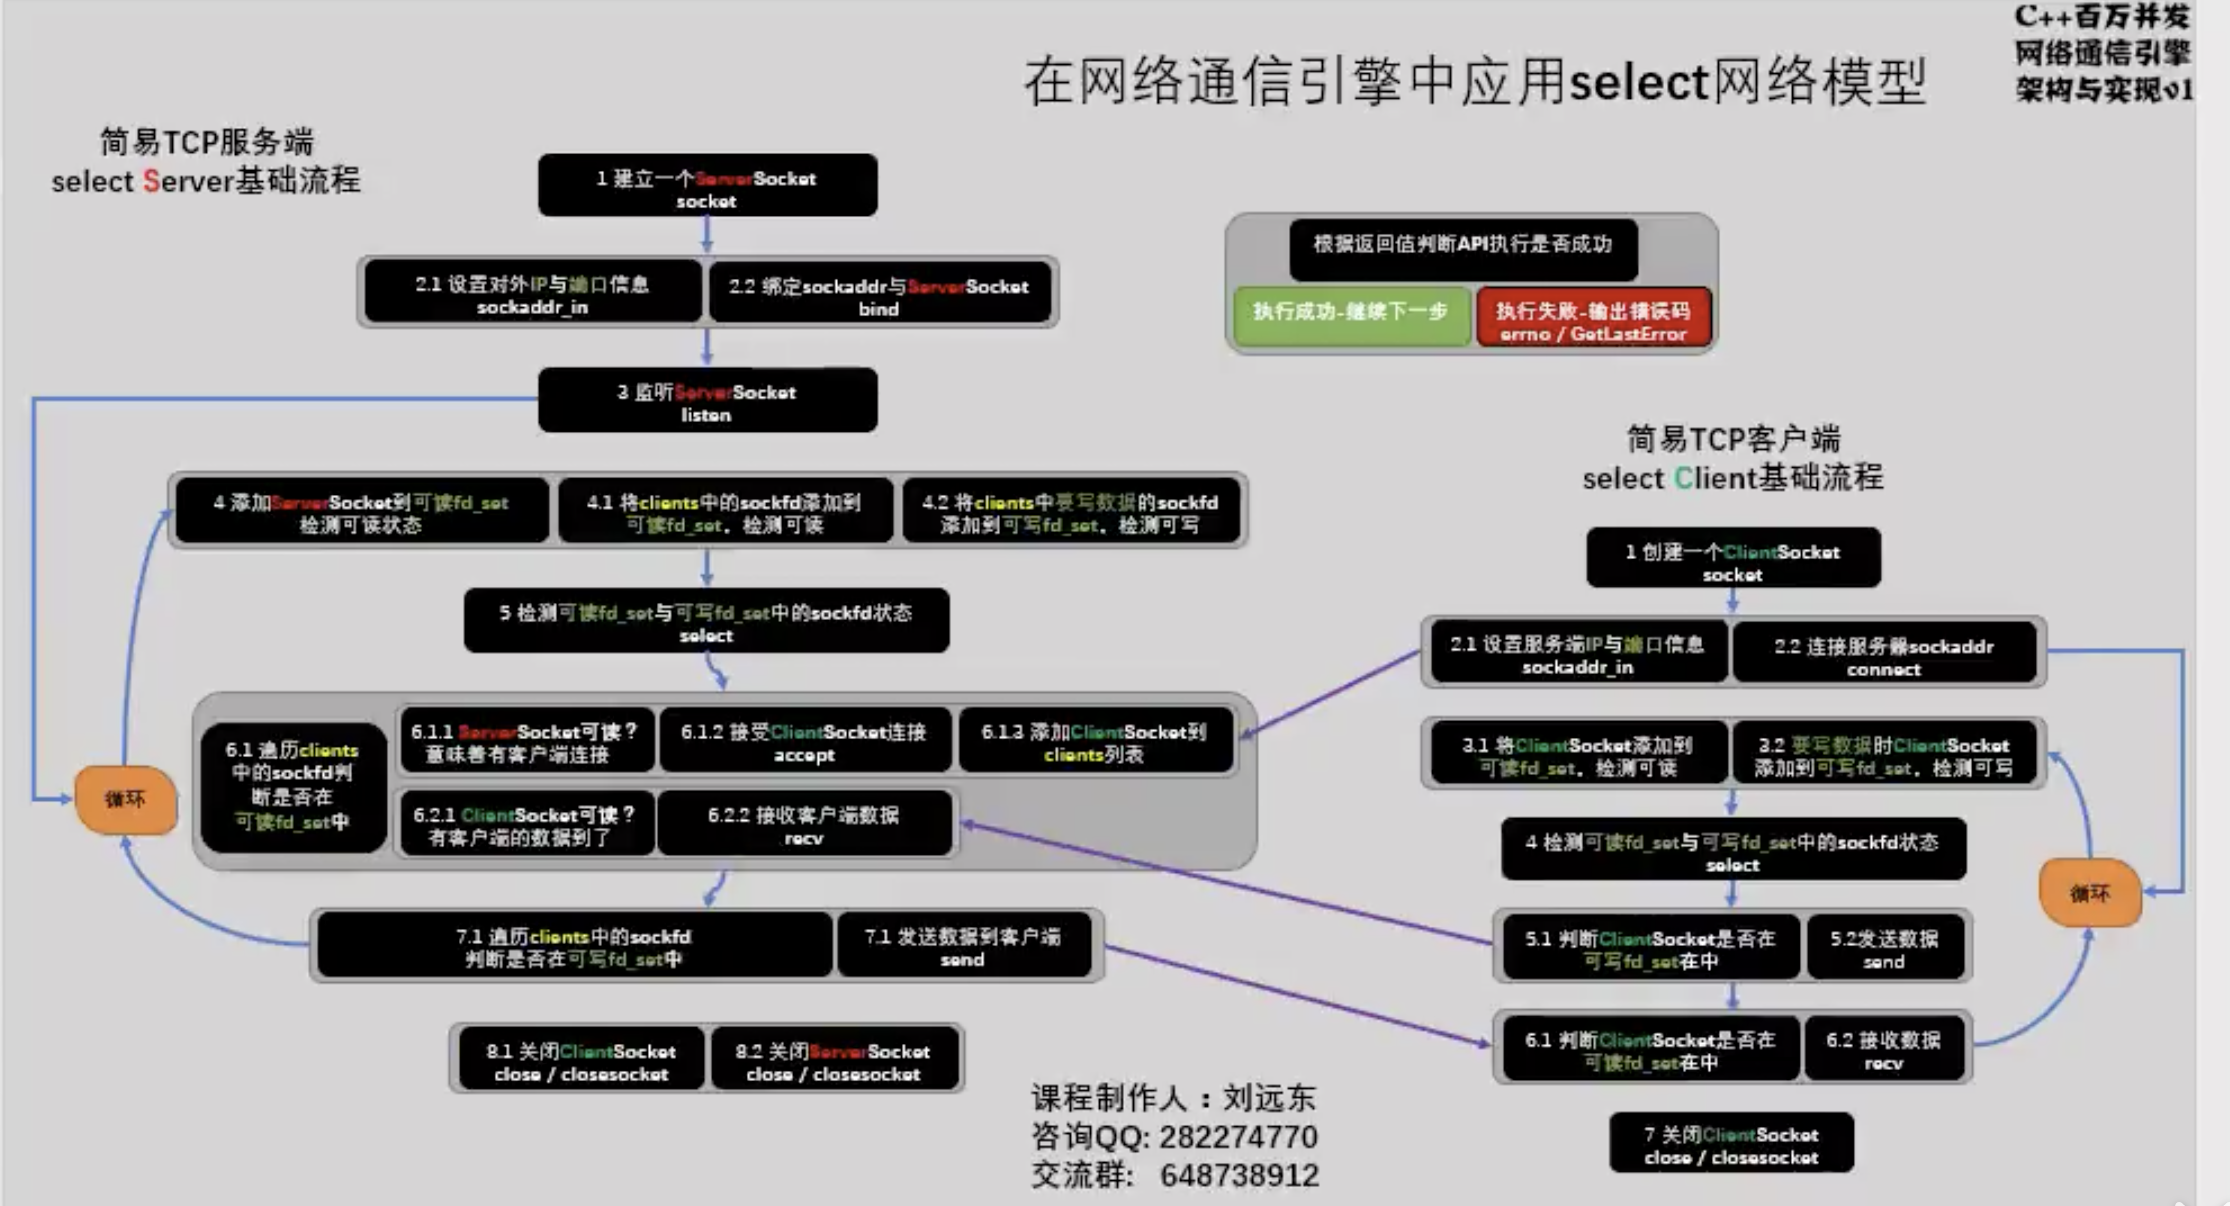 C++百万并发
网络通信引擎
架构与实现v1
在网络通信引擎中应用select网络模型
简易TCP服务端
select Server基础流程
1 建立一个ServerSocket
socket
2.1 设置对外IP与端口信息
sockaddr_in
2.2 绑定sockaddr与ServerSocket
bind
3 监听ServerSocket
listen
4 添加ServerSocket到可读fd_set
检测可读状态
4.1 将clients中的sockfd添加到
可读fd_set。检测可读
4.2 将clients中要写数据的sockfd
添加到可写fd_set。检测可写
5 检测可读fd_set与可写fd_set中的sockfd状态
select
6.1 遍历clients
中的sockfd判
断是否在
可读fd_set中
6.1.1 ServerSocket可读？
意味着有客户端连接
6.1.2 接受ClientSocket连接
accept
6.1.3 添加ClientSocket到
clients列表
6.2.1 ClientSocket可读？
有客户端的数据到了
6.2.2 接收客户端数据
recv
循环
7.1 遍历clients中的sockfd
判断是否在可写fd_set中
7.1 发送数据到客户端
send
8.1 关闭ClientSocket
close / closesocket
8.2 关闭ServerSocket
close / closesocket
根据返回值判断API执行是否成功
执行成功-继续下一步
执行失败-输出错误码
errno / GetLastError
简易TCP客户端
select Client基础流程
1 创建一个ClientSocket
socket
2.1 设置服务端IP与端口信息
sockaddr_in
2.2 连接服务器sockaddr
connect
3.1 将ClientSocket添加到
可读fd_set。检测可读
3.2 要写数据时ClientSocket
添加到可写fd_set。检测可写
4 检测可读fd_set与可写fd_set中的sockfd状态
select
循环
5.1 判断ClientSocket是否在
可写fd_set在中
5.2发送数据
send
6.1 判断ClientSocket是否在
可读fd_set在中
6.2 接收数据
recv
7 关闭ClientSocket
close / closesocket
课程制作人：刘远东
咨询QQ: 282274770
交流群: 648738912